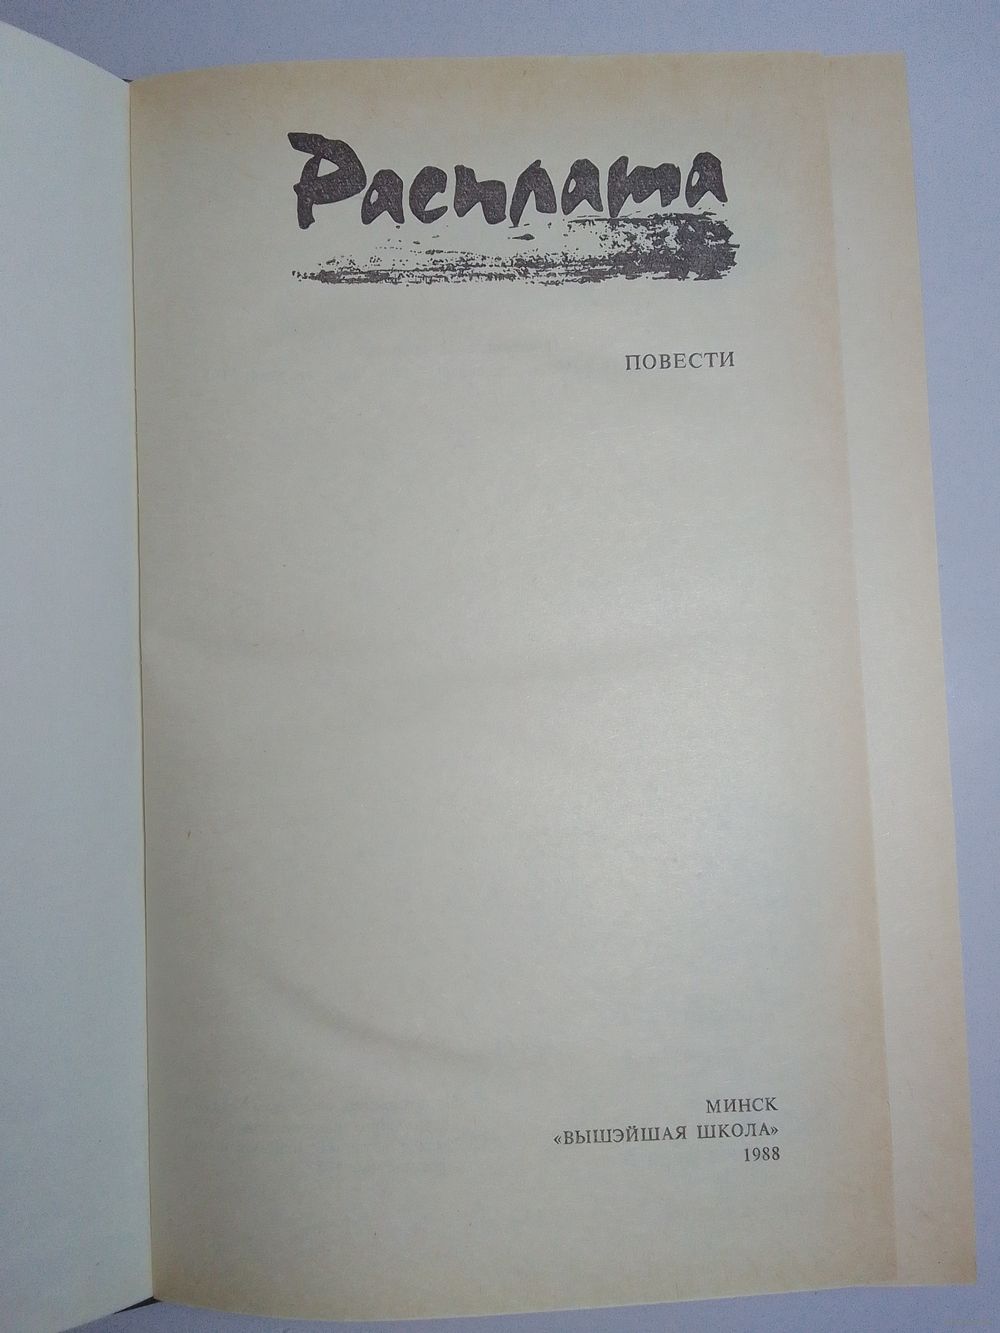 Расплата
ПОВЕСТИ
МИНСК
«ВЫШЭЙШАЯ ШКОЛА»
1988